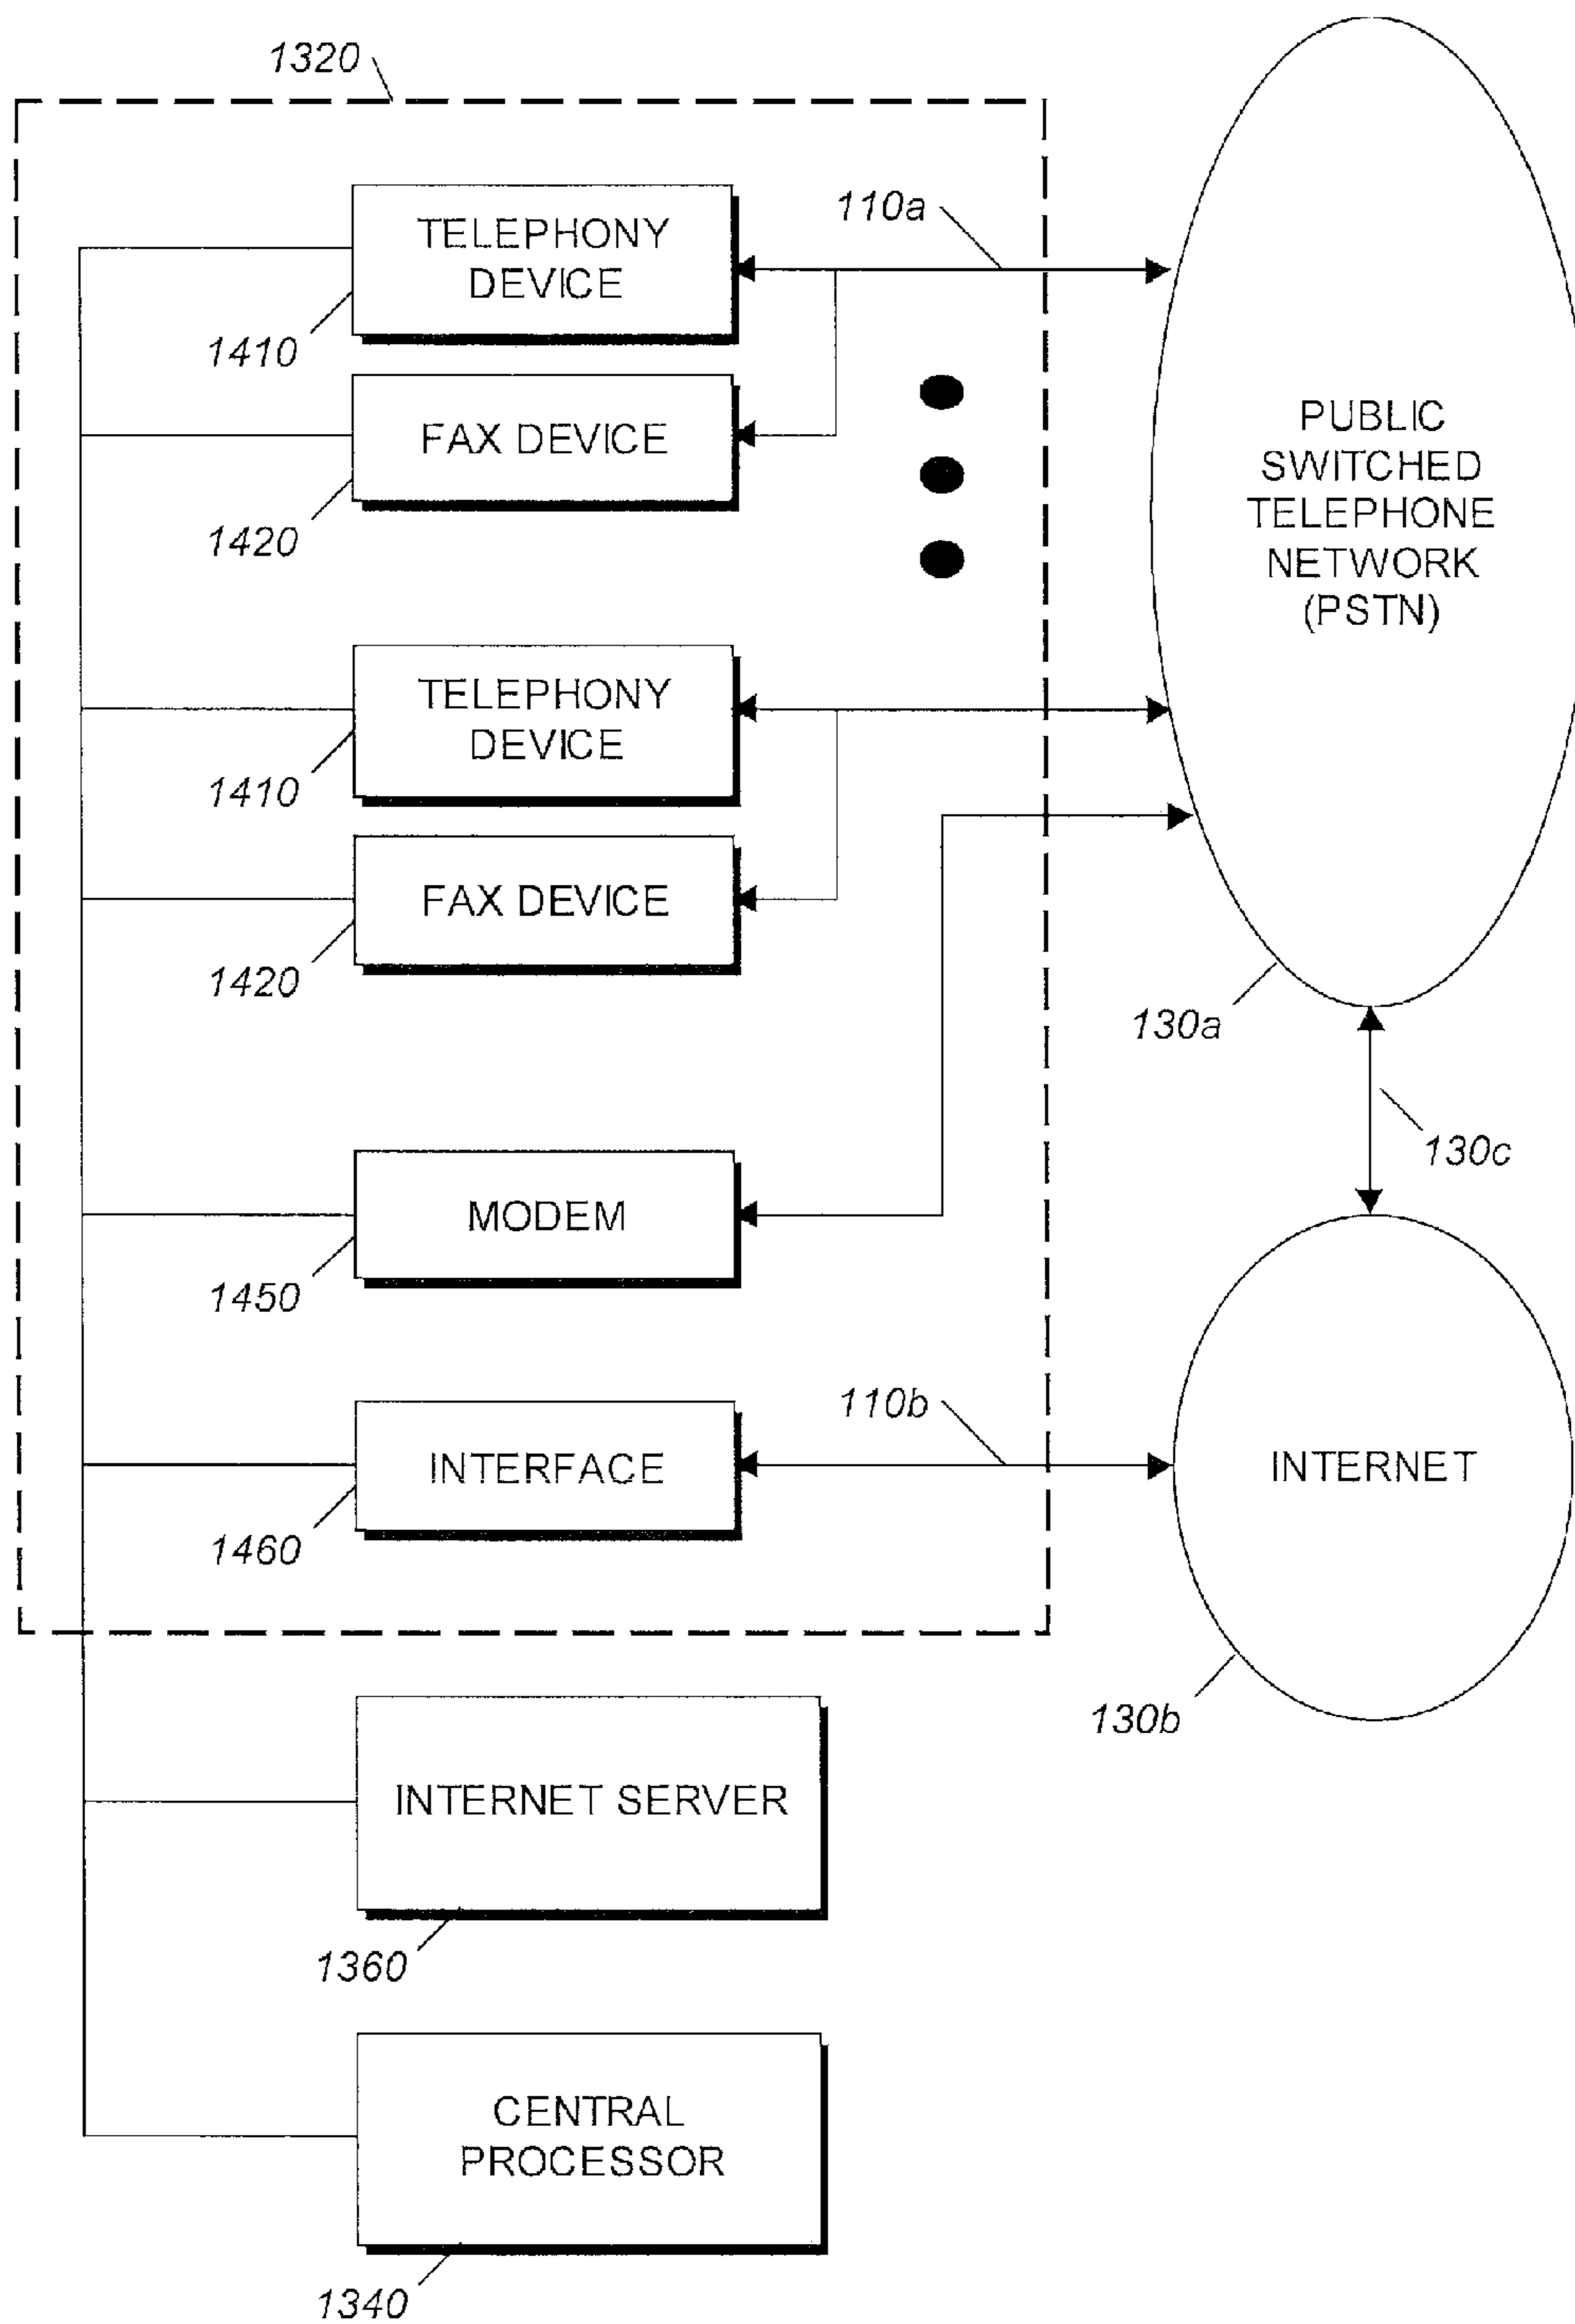 1320
TELEPHONY
DEVICE
110a
1410
FAX DEVICE
1420
PUBLIC
SWITCHED
TELEPHONE
NETWORK
(PSTN)
TELEPHONY
DEVICE
1410
FAX DEVICE
1420
130a
130c
MODEM
1450
110b
INTERFACE
1460
INTERNET
130b
INTERNET SERVER
1360
CENTRAL
PROCESSOR
1340